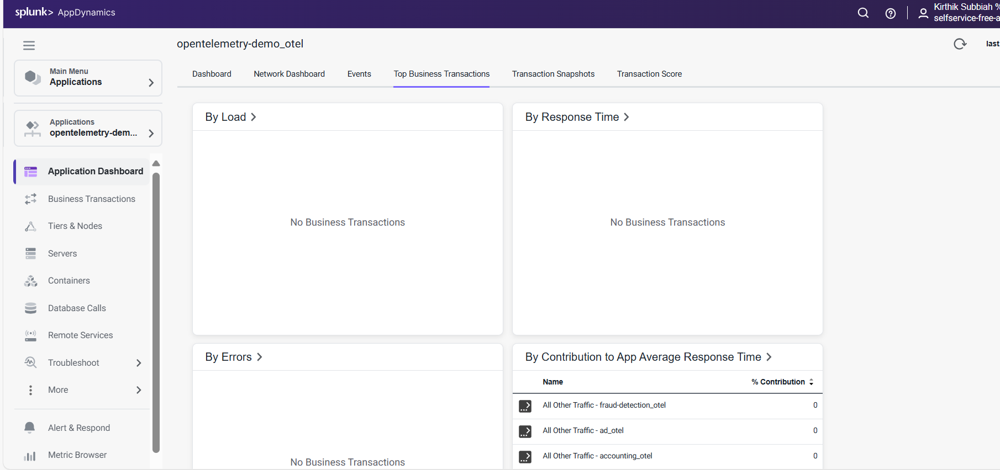 splunk> AppDynamics
Kirthik Subbiah %
selfservice-free-a
opentelemetry-demo_otel
last
Main Menu
Applications
Applications
opentelemetry-dem...
Application Dashboard
Business Transactions
Tiers & Nodes
Servers
Containers
Database Calls
Remote Services
Troubleshoot
More
Alert & Respond
Metric Browser
Dashboard
Network Dashboard
Events
Top Business Transactions
Transaction Snapshots
Transaction Score
By Load
No Business Transactions
By Response Time
No Business Transactions
By Errors
No Business Transactions
By Contribution to App Average Response Time
Name % Contribution
All Other Traffic - fraud-detection_otel 0
All Other Traffic - ad_otel 0
All Other Traffic - accounting_otel 0